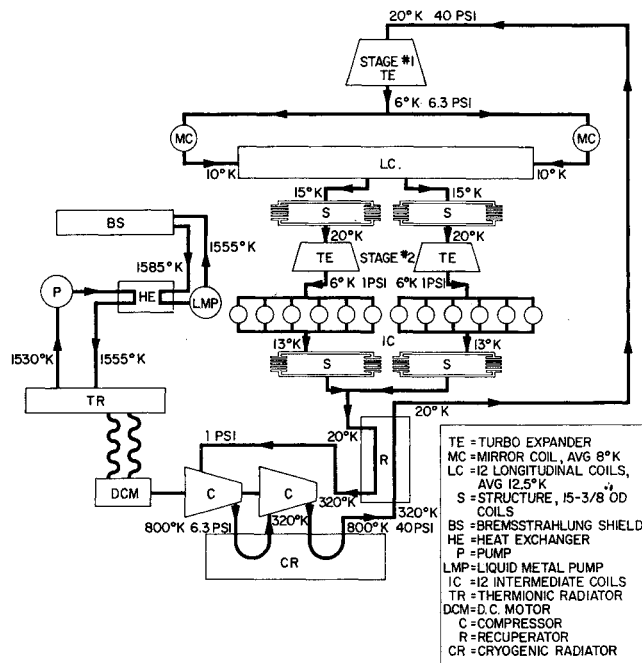 20°K 40 PSI
STAGE #1
TE
6°K 6.3 PSI
MC
MC
LC.
10°K
10°K
15°K
15°K
S
S
20°K
20°K
TE
STAGE #2
TE
6°K 1PSI
6°K 1PSI
IC
13°K
13°K
S
S
BS
1555°K
1585°K
P
HE
LMP
1530°K
1555°K
TR
20°K
20°K
1 PSI
R
DCM
C
C
320°K
320°K
320°K
800°K 6.3 PSI
800°K 40PSI
CR
TE = TURBO EXPANDER
MC = MIRROR COIL, AVG 8°K
LC = 12 LONGITUDINAL COILS,
AVG 12.5°K
S = STRUCTURE, 15-3/8 OD
COILS
BS = BREMSSTRAHLUNG SHIELD
HE = HEAT EXCHANGER
P = PUMP
LMP = LIQUID METAL PUMP
IC = 12 INTERMEDIATE COILS
TR = THERMIONIC RADIATOR
DCM = D.C. MOTOR
C = COMPRESSOR
R = RECUPERATOR
CR = CRYOGENIC RADIATOR